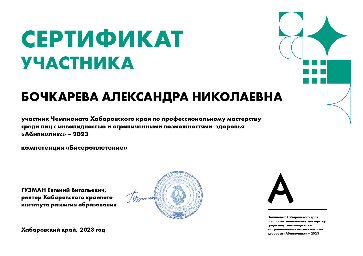 СЕРТИФИКАТ
УЧАСТНИКА
БОЧКАРЕВА АЛЕКСАНДРА НИКОЛАЕВНА
участник Чемпионата Хабаровского края по профессиональному мастерству
среди лиц с инвалидностью и ограниченными возможностями здоровья
«Абилимпикс» – 2023
компетенция «Бисероплетение»
ГУЗМАН Евгений Витальевич,
ректор Хабаровского краевого
института развития образования
Хабаровский край, 2023 год